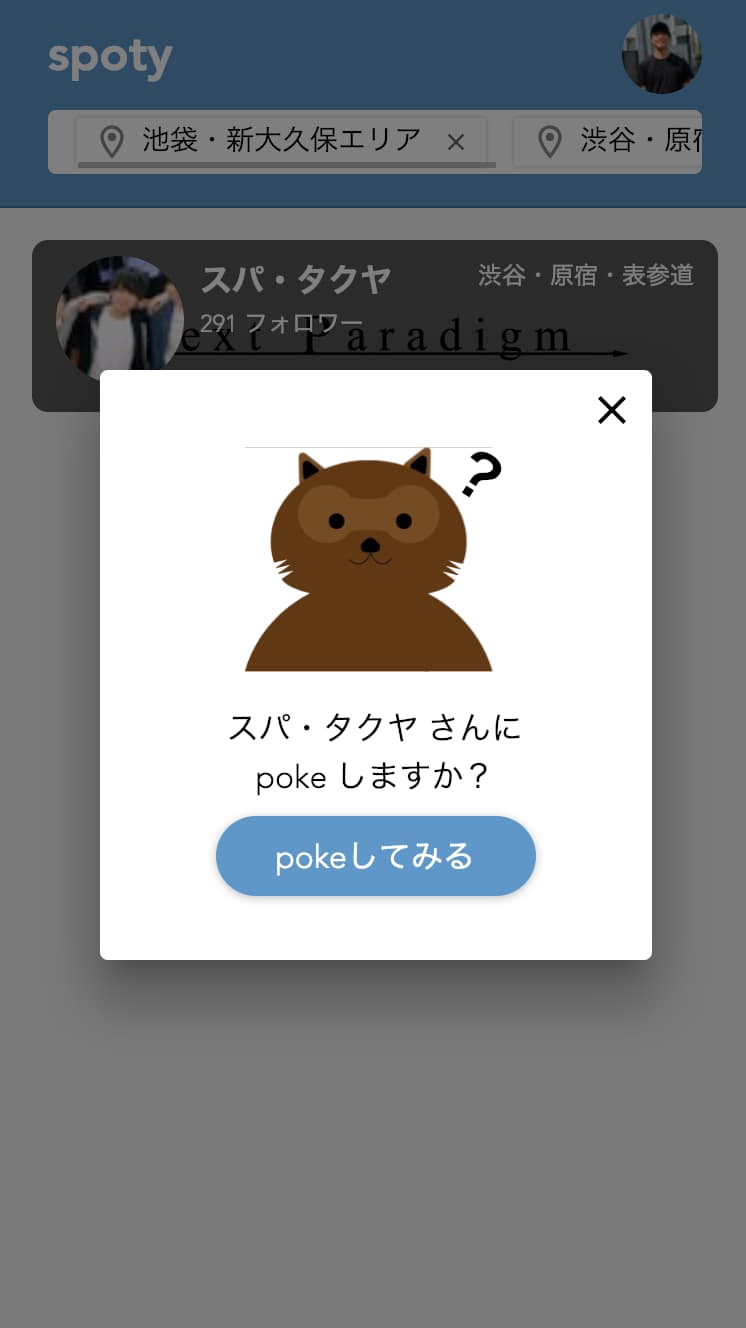 spoty
池袋・新大久保エリア
渋谷・原宿
スパ・タクヤ
渋谷・原宿・表参道
291 フォロワー
ext Paradigm
?
スパ・タクヤ さんに
poke しますか？
pokeしてみる